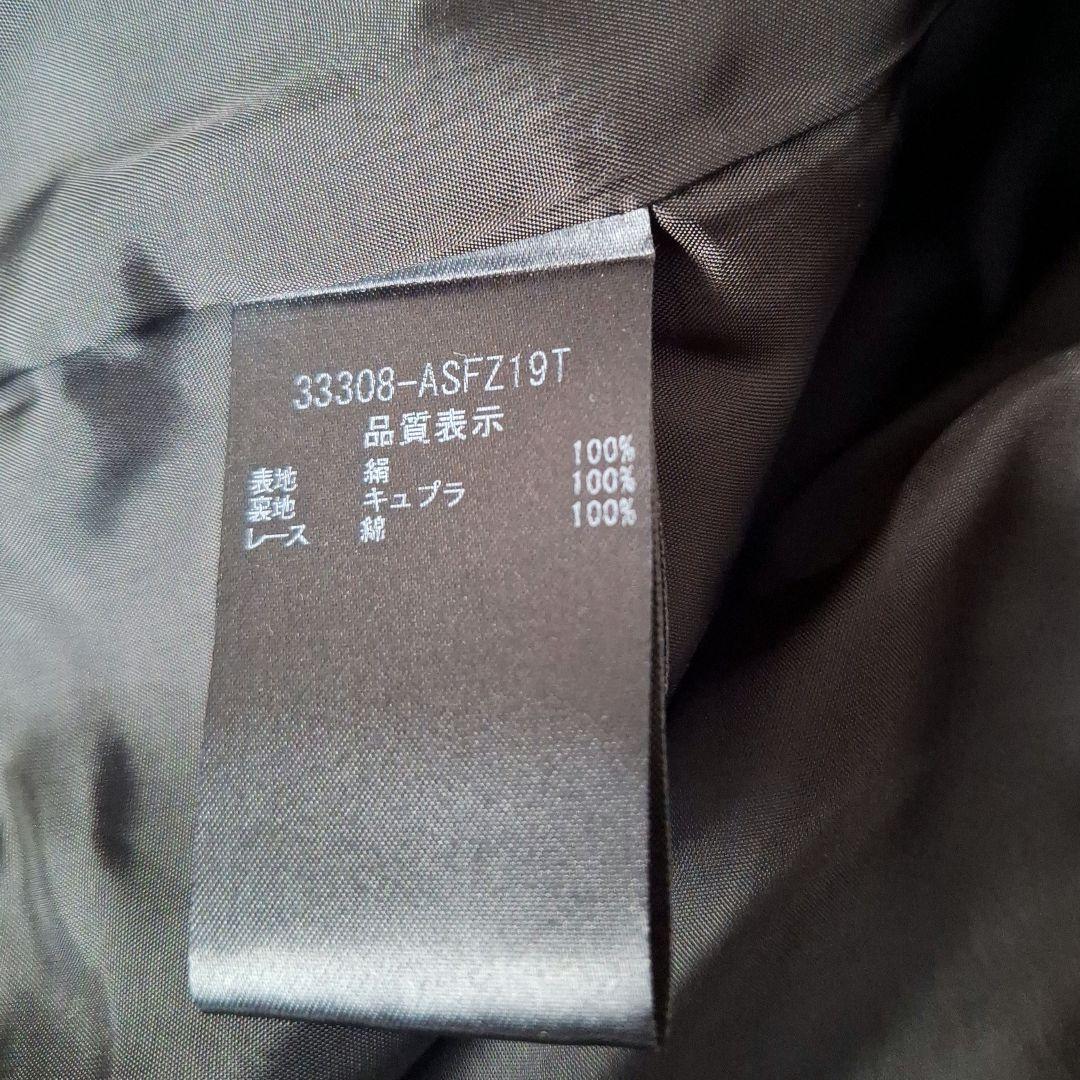 33308-ASFZ19T
品質表示
表地 絹 100%
裏地 キュプラ 100%
レース 綿 100%